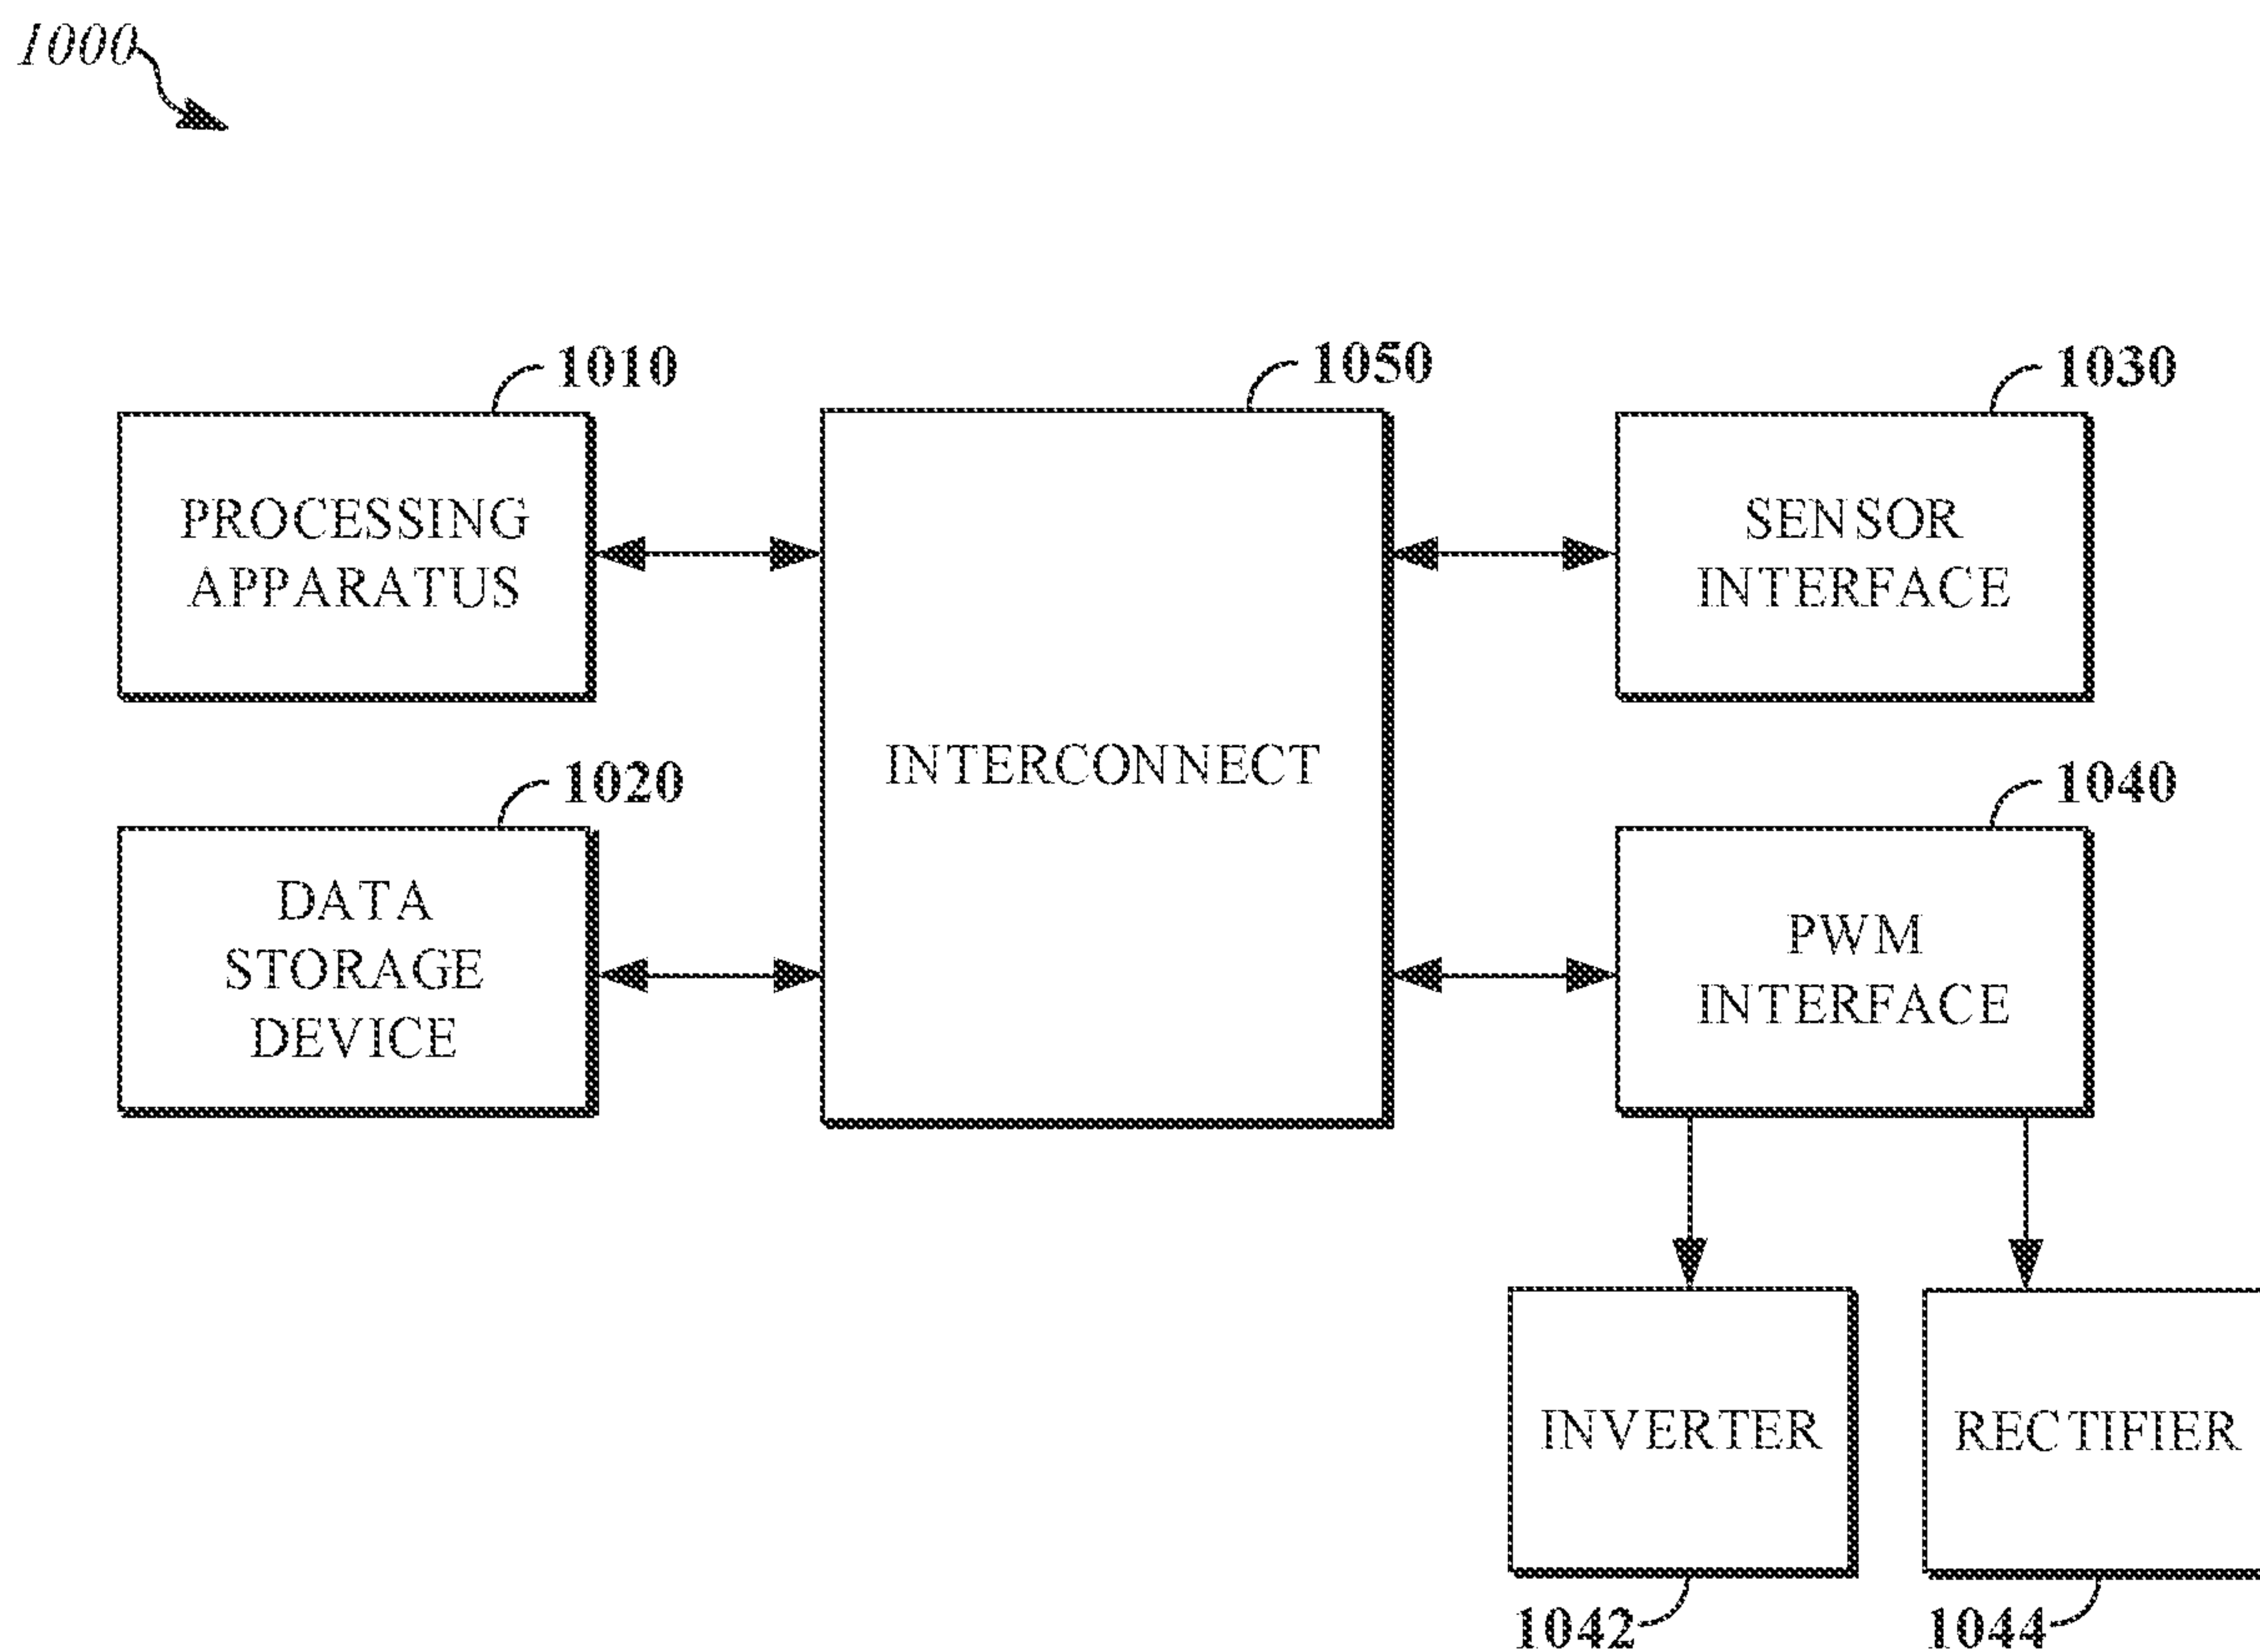 1000
1010
1050
1030
PROCESSING
APPARATUS
INTERCONNECT
SENSOR
INTERFACE
1020
DATA
STORAGE
DEVICE
1040
PWM
INTERFACE
INVERTER
RECTIFIER
1042
1044